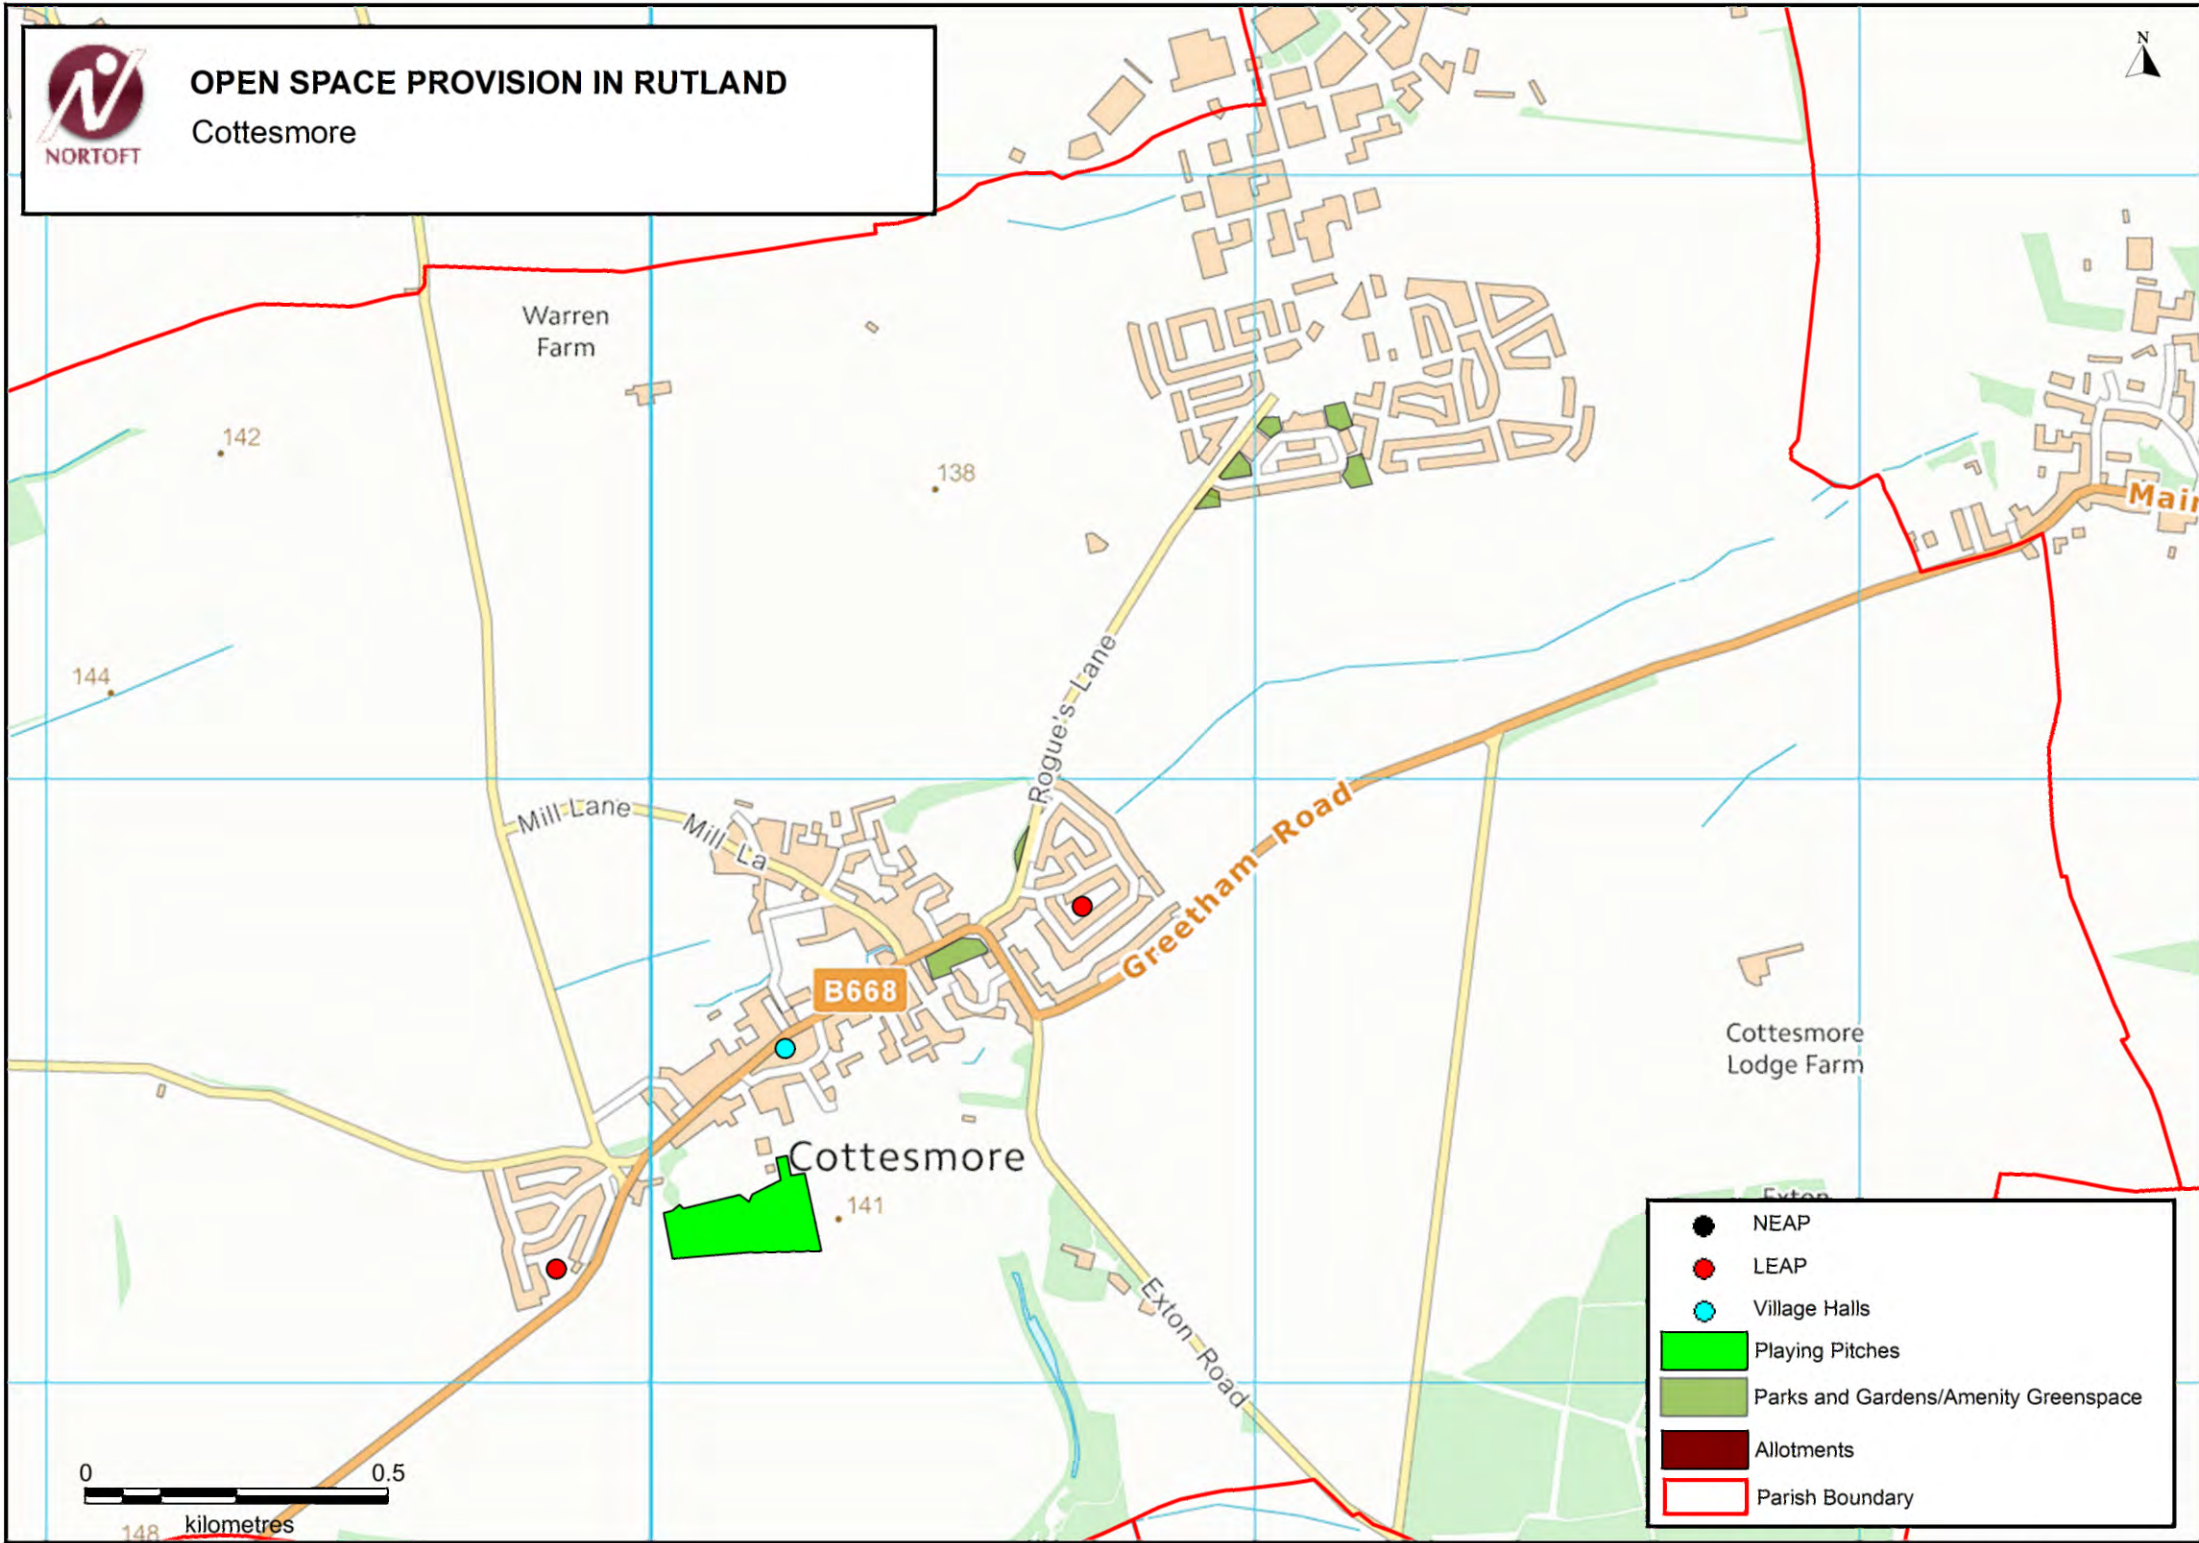 OPEN SPACE PROVISION IN RUTLAND
Cottesmore
NORTOFT
N
Warren
Farm
142
138
144
Main
Rogue's Lane
Mill Lane
Mill La
Greetham Road
B668
Cottesmore
Lodge Farm
Cottesmore
141
Exton
Exton Road
NEAP
LEAP
Village Halls
Playing Pitches
Parks and Gardens/Amenity Greenspace
Allotments
Parish Boundary
0
0.5
kilometres
148